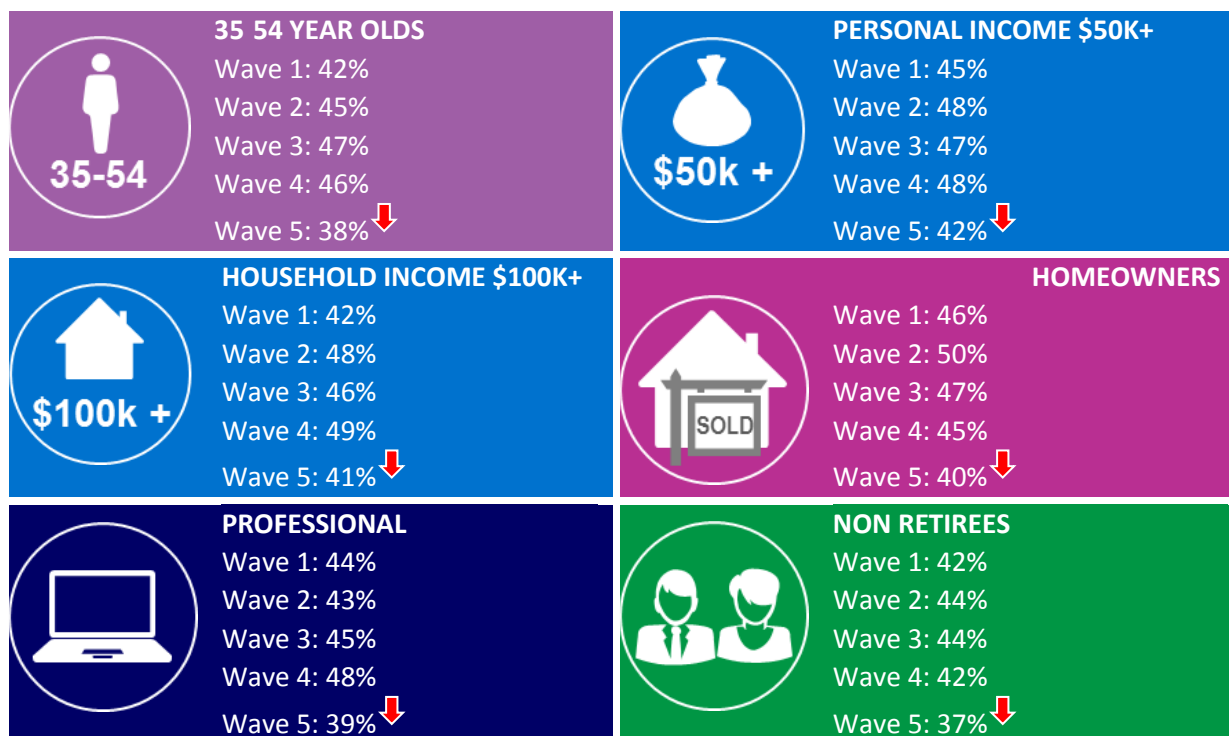 35 54 YEAR OLDS
Wave 1: 42%
Wave 2: 45%
Wave 3: 47%
Wave 4: 46%
Wave 5: 38%
35-54
PERSONAL INCOME $50K+
Wave 1: 45%
Wave 2: 48%
Wave 3: 47%
Wave 4: 48%
Wave 5: 42%
$50k +
HOUSEHOLD INCOME $100K+
Wave 1: 42%
Wave 2: 48%
Wave 3: 46%
Wave 4: 49%
Wave 5: 41%
$100k +
HOMEOWNERS
Wave 1: 46%
Wave 2: 50%
Wave 3: 47%
Wave 4: 45%
Wave 5: 40%
SOLD
PROFESSIONAL
Wave 1: 44%
Wave 2: 43%
Wave 3: 45%
Wave 4: 48%
Wave 5: 39%
NON RETIREES
Wave 1: 42%
Wave 2: 44%
Wave 3: 44%
Wave 4: 42%
Wave 5: 37%